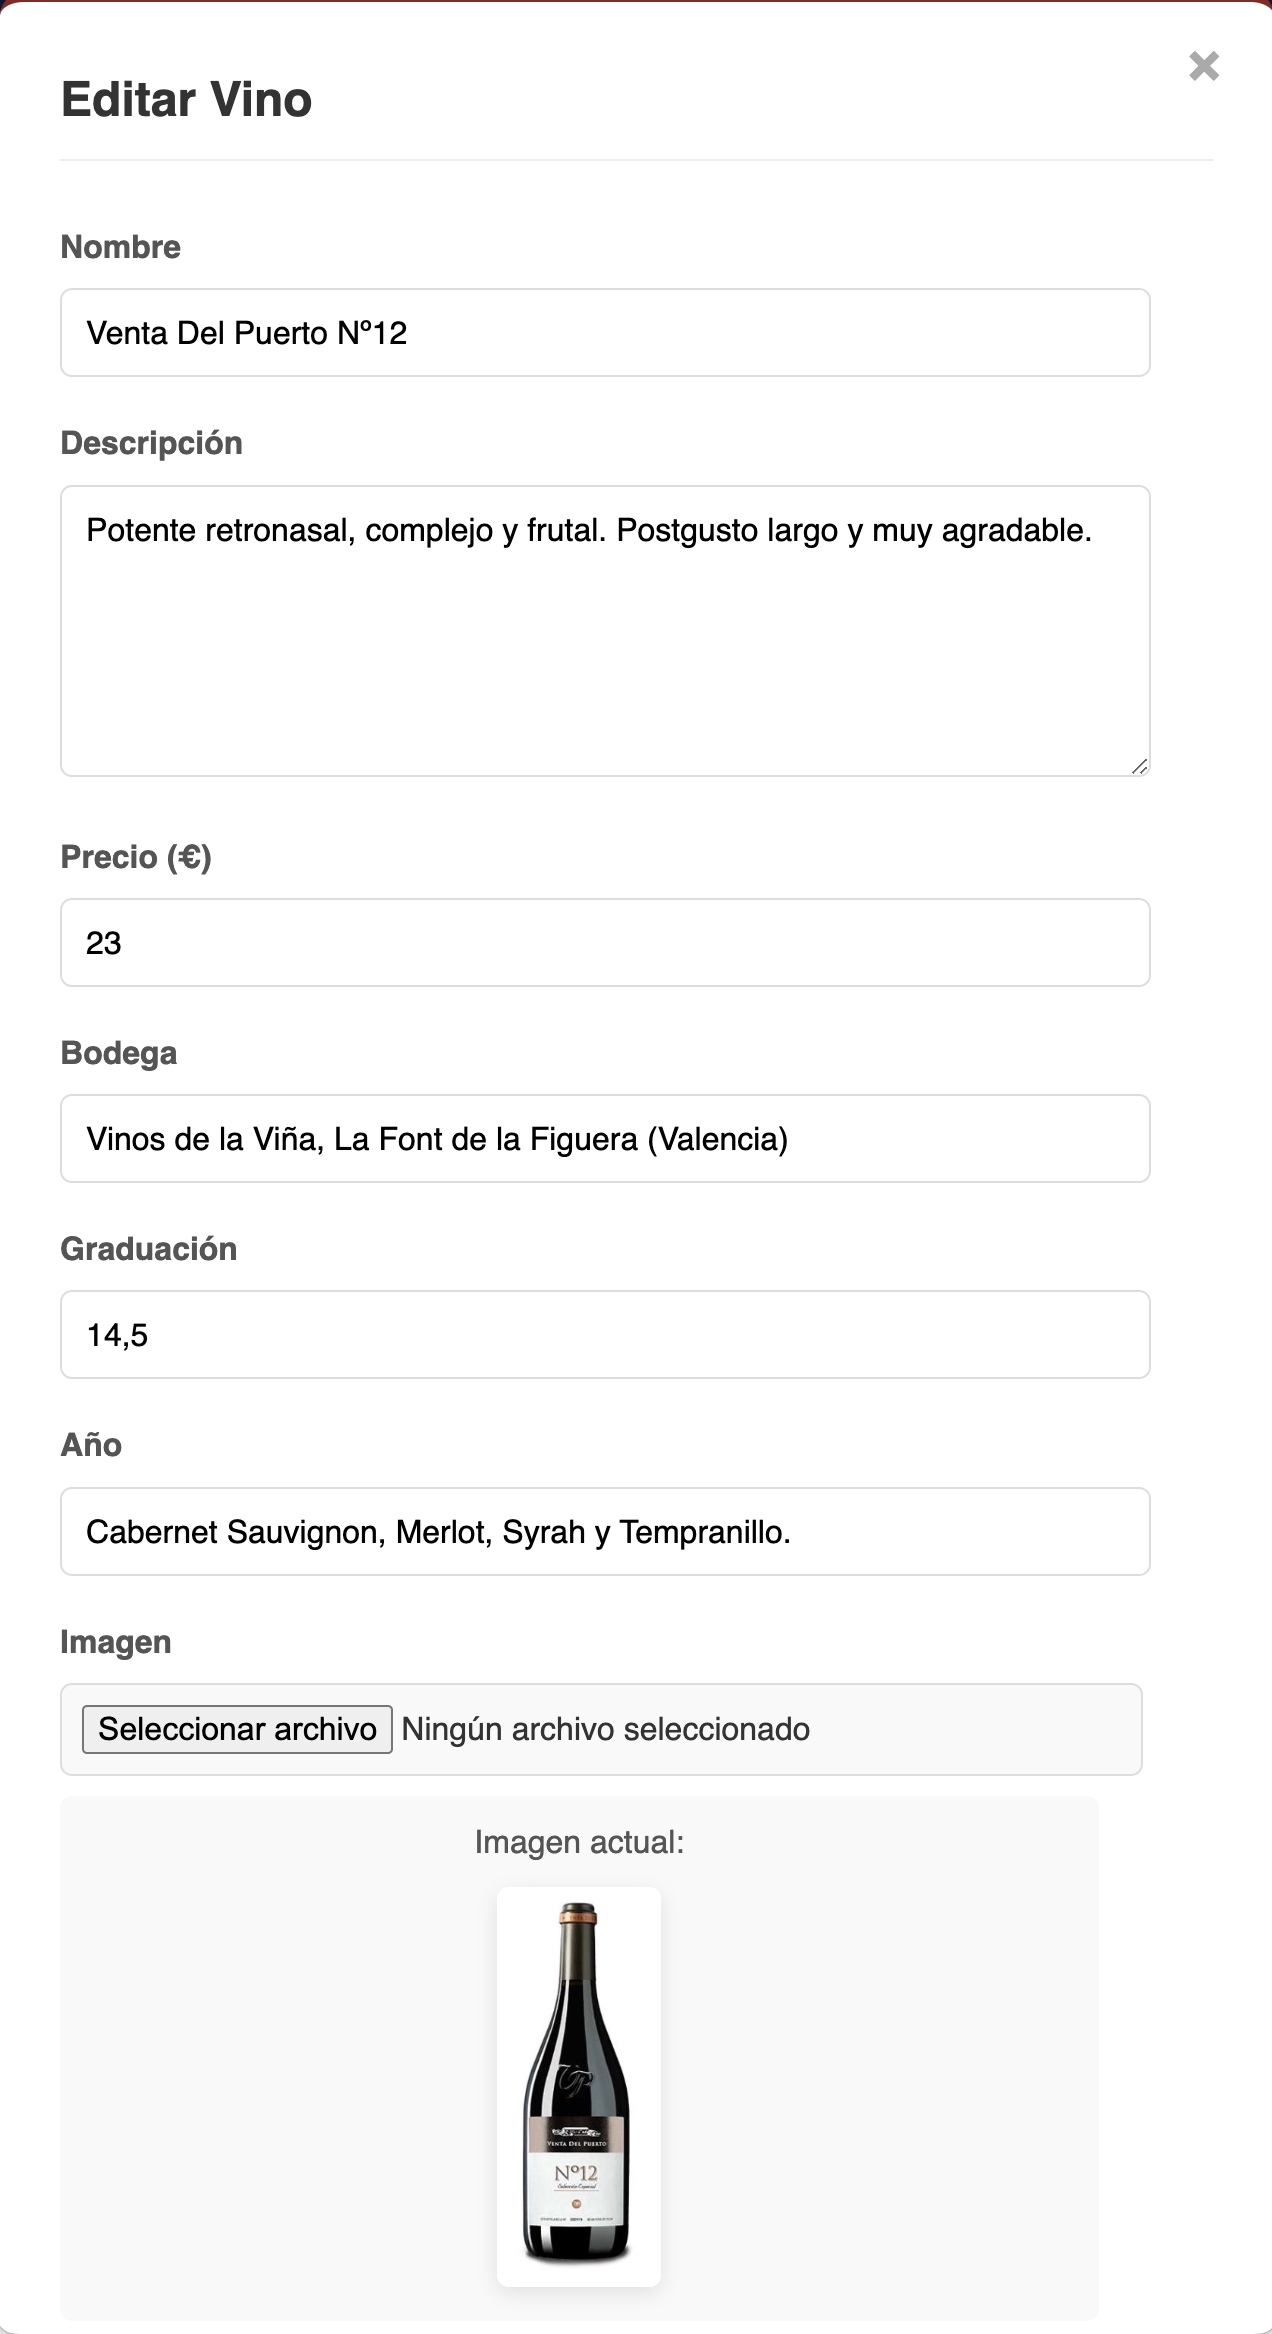 Editar Vino
Nombre
Venta Del Puerto Nº12
Descripción
Potente retronasal, complejo y frutal. Postgusto largo y muy agradable.
Precio (€)
23
Bodega
Vinos de la Viña, La Font de la Figuera (Valencia)
Graduación
14,5
Año
Cabernet Sauvignon, Merlot, Syrah y Tempranillo.
Imagen
Seleccionar archivo Ningún archivo seleccionado
Imagen actual:
VENTA DEL PUERTO
Nº12
Selección Especial